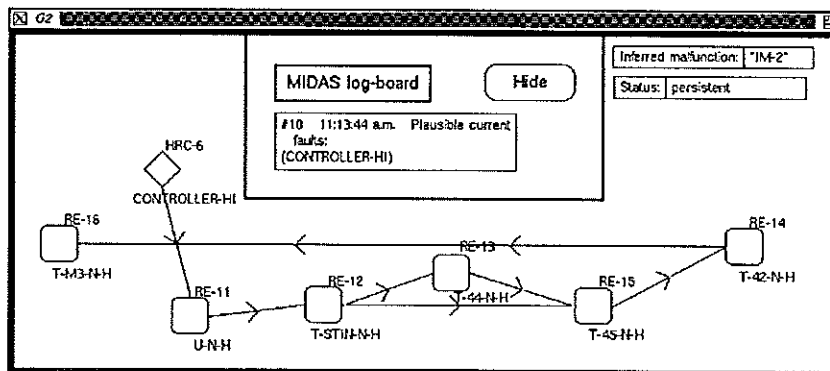 G2
Inferred malfunction: "IM-2"
Status: persistent
MIDAS log-board
Hide
#10 11:13:44 a.m. Plausible current
faults:
(CONTROLLER-HI)
HRC-6
CONTROLLER-HI
RE-16
T-M3-N-H
RE-11
U-N-H
RE-12
T-STIN-N-H
RE-13
T-44-N-H
RE-15
T-45-N-H
RE-14
T-42-N-H